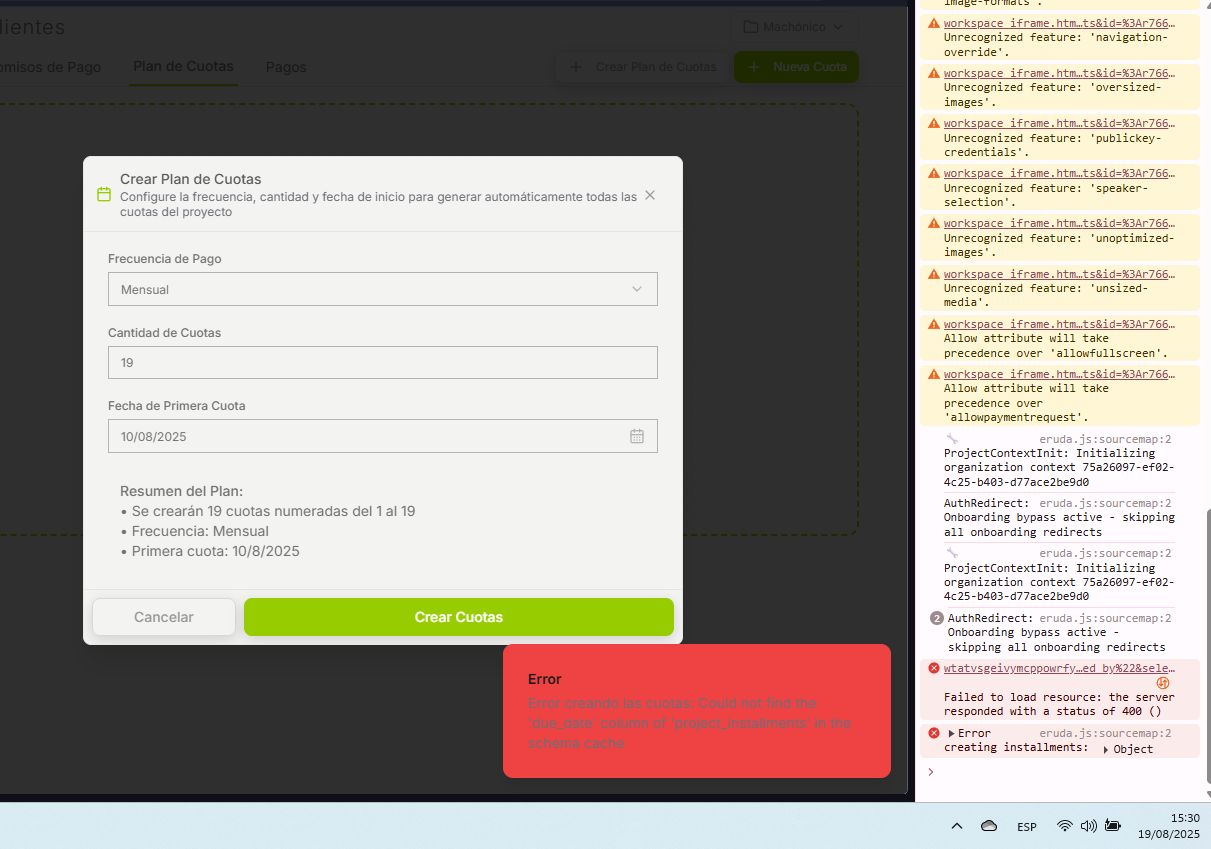 lientes
Machónico
omisos de Pago
Plan de Cuotas
Pagos
Crear Plan de Cuotas
Nueva Cuota
Crear Plan de Cuotas
Configure la frecuencia, cantidad y fecha de inicio para generar automáticamente todas las
cuotas del proyecto
Frecuencia de Pago
Mensual
Cantidad de Cuotas
19
Fecha de Primera Cuota
10/08/2025
Resumen del Plan:
• Se crearán 19 cuotas numeradas del 1 al 19
• Frecuencia: Mensual
• Primera cuota: 10/8/2025
Cancelar
Crear Cuotas
Error
Error creando las cuotas: Could not find the
'due_date' column of 'project_installments' in the
schema cache
image-formats'.
workspace_iframe.htm…ts&id=%3Ar766…
Unrecognized feature: 'navigation-
override'.
workspace_iframe.htm…ts&id=%3Ar766…
Unrecognized feature: 'oversized-
images'.
workspace_iframe.htm…ts&id=%3Ar766…
Unrecognized feature: 'publickey-
credentials'.
workspace_iframe.htm…ts&id=%3Ar766…
Unrecognized feature: 'speaker-
selection'.
workspace_iframe.htm…ts&id=%3Ar766…
Unrecognized feature: 'unoptimized-
images'.
workspace_iframe.htm…ts&id=%3Ar766…
Unrecognized feature: 'unsized-
media'.
workspace_iframe.htm…ts&id=%3Ar766…
Allow attribute will take
precedence over 'allowfullscreen'.
workspace_iframe.htm…ts&id=%3Ar766…
Allow attribute will take
precedence over
'allowpaymentrequest'.
eruda.js:sourcemap:2
ProjectContextInit: Initializing
organization context 75a26097-ef02-
4c25-b403-d77ace2be9d0
AuthRedirect: eruda.js:sourcemap:2
Onboarding bypass active - skipping
all onboarding redirects
eruda.js:sourcemap:2
ProjectContextInit: Initializing
organization context 75a26097-ef02-
4c25-b403-d77ace2be9d0
2 AuthRedirect: eruda.js:sourcemap:2
Onboarding bypass active -
skipping all onboarding redirects
wtatvsgeivymcppowrfy…ed_by%22&sele…
Failed to load resource: the server
responded with a status of 400 ()
Error eruda.js:sourcemap:2
creating installments: Object
ESP
15:30
19/08/2025